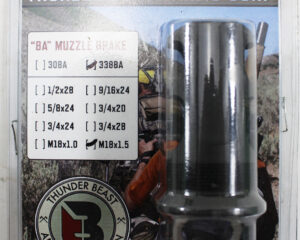 "BA" MUZZLE BRAKE
[ ] 30BA [ ] 338BA
[ ] 1/2x28 [ ] 9/16x24
[ ] 5/8x24 [ ] 3/4x20
[ ] 3/4x24 [ ] 3/4x28
[ ] M18x1.0 [ ] M18x1.5
THUNDER BEAST
B